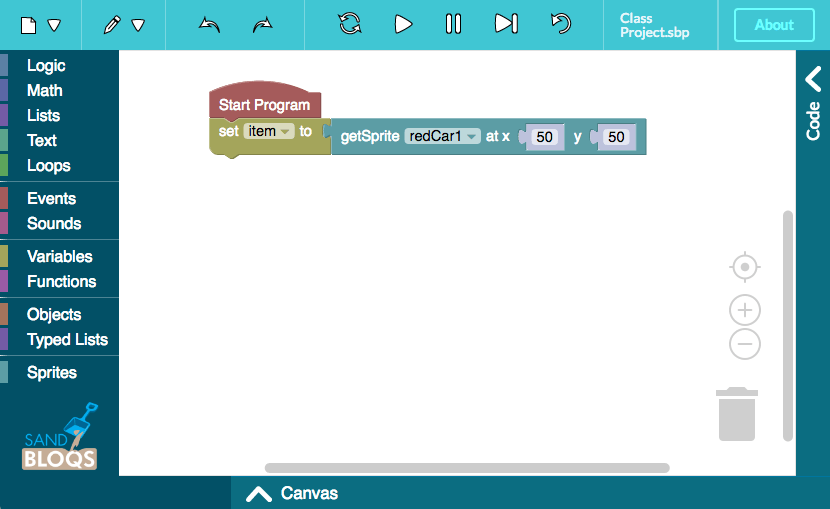 Class
Project.sbp
About
Logic
Math
Lists
Text
Loops
Events
Sounds
Variables
Functions
Objects
Typed Lists
Sprites
SAND
BLOQS
Start Program
set item to getSprite redCar1 at x 50 y 50
Code
Canvas